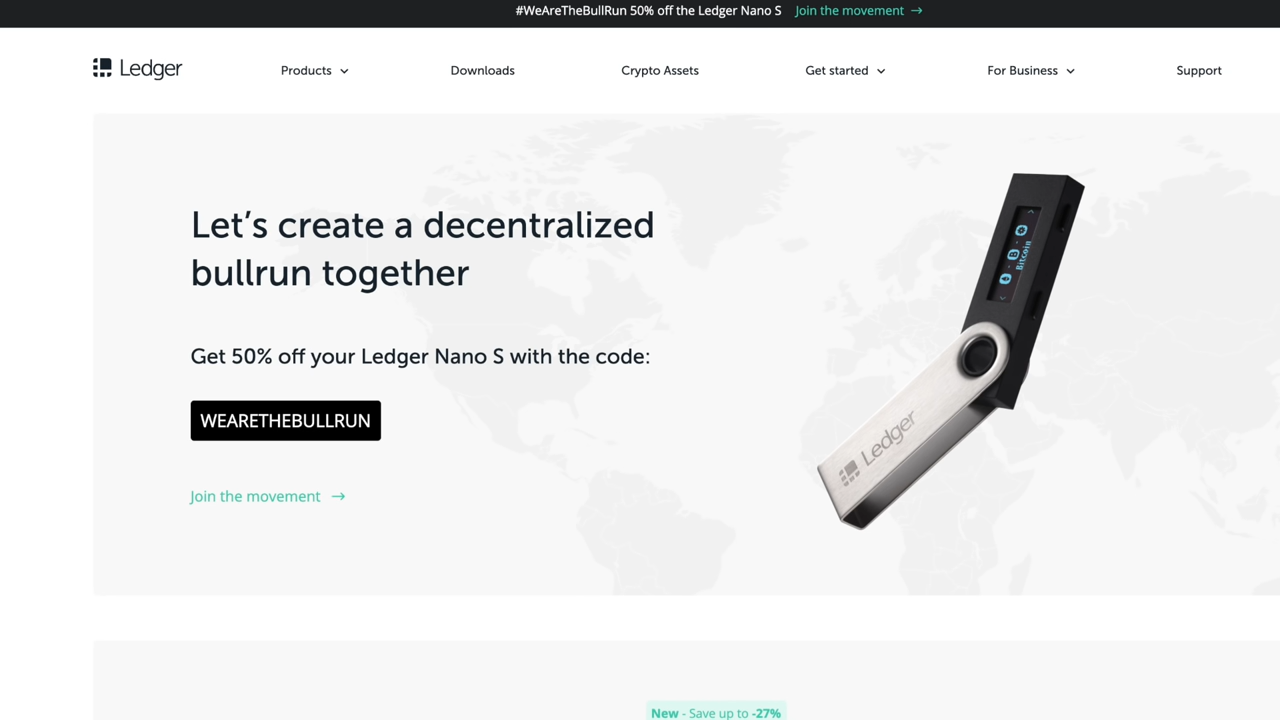 #WeAreTheBullRun 50% off the Ledger Nano S Join the movement →
Ledger
Products
Downloads
Crypto Assets
Get started
For Business
Support
Let’s create a decentralized
bullrun together
Get 50% off your Ledger Nano S with the code:
WEARETHEBULLRUN
Join the movement →
Bitcoin
Ledger
New - Save up to -27%